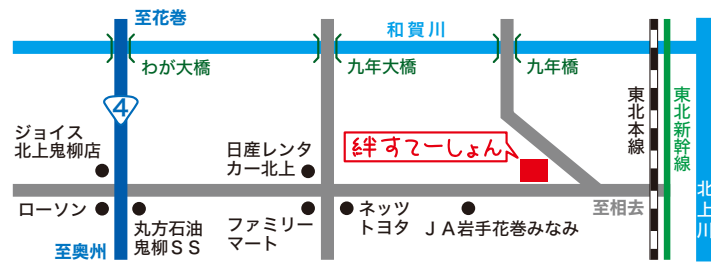 至花巻
和賀川
わが大橋
九年大橋
九年橋
4
ジョイス
北上鬼柳店
日産レンタ
カー北上
絆すてーしょん
東北本線
東北新幹線
北上川
ローソン
丸方石油
鬼柳ＳＳ
ファミリー
マート
ネッツ
トヨタ
ＪＡ岩手花巻みなみ
至相去
至奥州